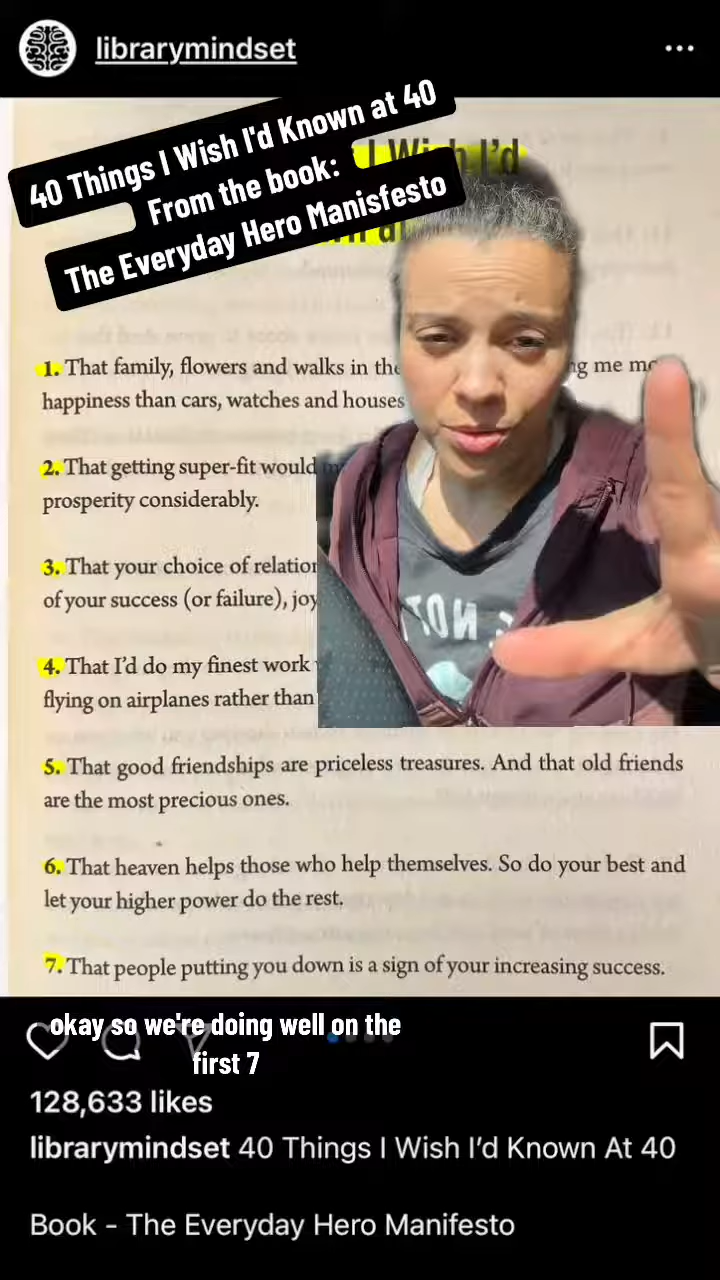 librarymindset
40 Things I Wish I'd Known at 40
From the book:
The Everyday Hero Manisfesto
I Wish I'd
1. That family, flowers and walks in the
me
happiness than cars, watches and houses
2. That getting super-fit would
prosperity considerably.
3. That your choice of
of your success (or failure), joy
4. That I'd do my finest work
flying on airplanes rather than
5. That good friendships are priceless treasures. And that old friends
are the most precious ones.
6. That heaven helps those who help themselves. So do your best and
let your higher power do the rest.
7. That people putting you down is a sign of your increasing success.
okay so we're doing well on the
first 7
128,633 likes
librarymindset 40 Things I Wish I'd Known At 40
Book - The Everyday Hero Manifesto